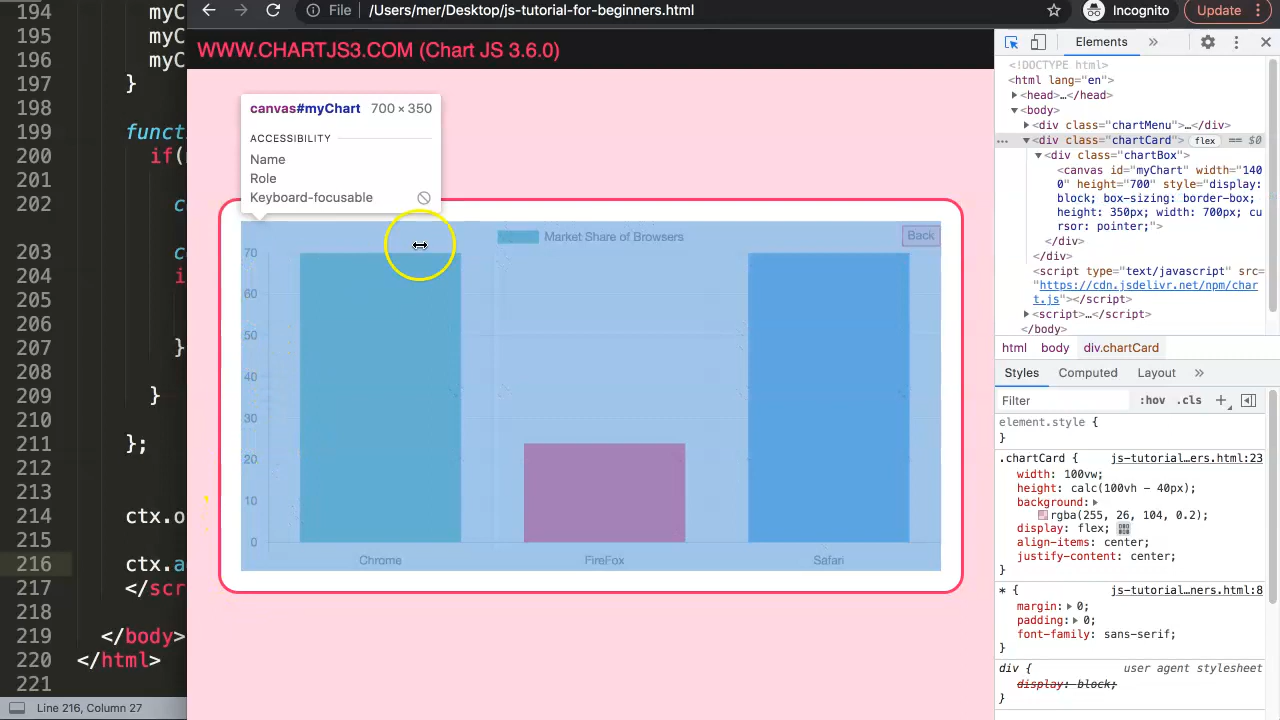 194
myC
195
myC
196
myC
197
}
198
199
functi
200
if(
201
202
c
203
c
204
i
205
206
207
}
208
209
}
210
211
};
212
213
214
ctx.o
215
216
ctx.a
217
</scr
218
219
</body>
220
</html>
221
Line 216, Column 27
File
/Users/mer/Desktop/js-tutorial-for-beginners.html
Incognito
Update
WWW.CHARTJS3.COM (Chart JS 3.6.0)
canvas#myChart 700 × 350
ACCESSIBILITY
Name
Role
Keyboard-focusable
Market Share of Browsers
Back
70
60
50
40
30
20
10
0
Chrome
FireFox
Safari
Elements
<!DOCTYPE html>
<html lang="en">
<head>…</head>
<body>
<div class="chartMenu">…</div>
<div class="chartCard"> flex == $0
<div class="chartBox">
<canvas id="myChart" width="140
0" height="700" style="display:
block; box-sizing: border-box;
height: 350px; width: 700px; cu
rsor: pointer;">
</div>
</div>
<script type="text/javascript" src=
"https://cdn.jsdelivr.net/npm/char
t.js"></script>
<script>…</script>
</body>
html body div.chartCard
Styles Computed Layout
Filter :hov .cls
element.style {
}
.chartCard { js-tutorial…ers.html:23
width: 100vw;
height: calc(100vh - 40px);
background:
rgba(255, 26, 104, 0.2);
display: flex;
align-items: center;
justify-content: center;
}
* { js-tutorial…ners.html:8
margin: 0;
padding: 0;
font-family: sans-serif;
}
div { user agent stylesheet
display: block;
}